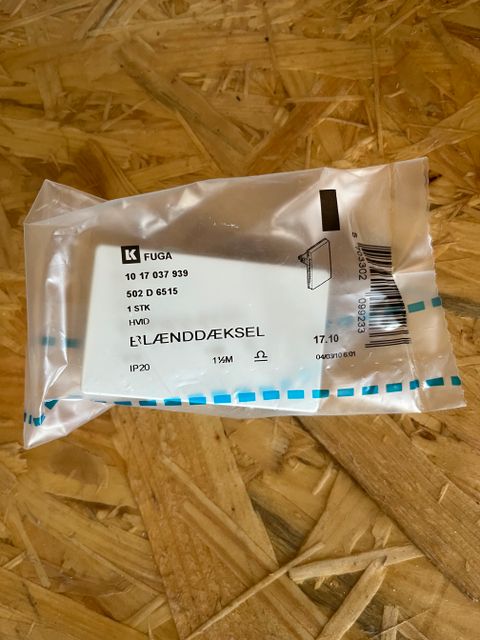 LK FUGA
10 17 037 939
502 D 6515
1 STK
HVID
BLÆNDDÆKSEL
17.10
IP20 1½M
04/03/10 6:01